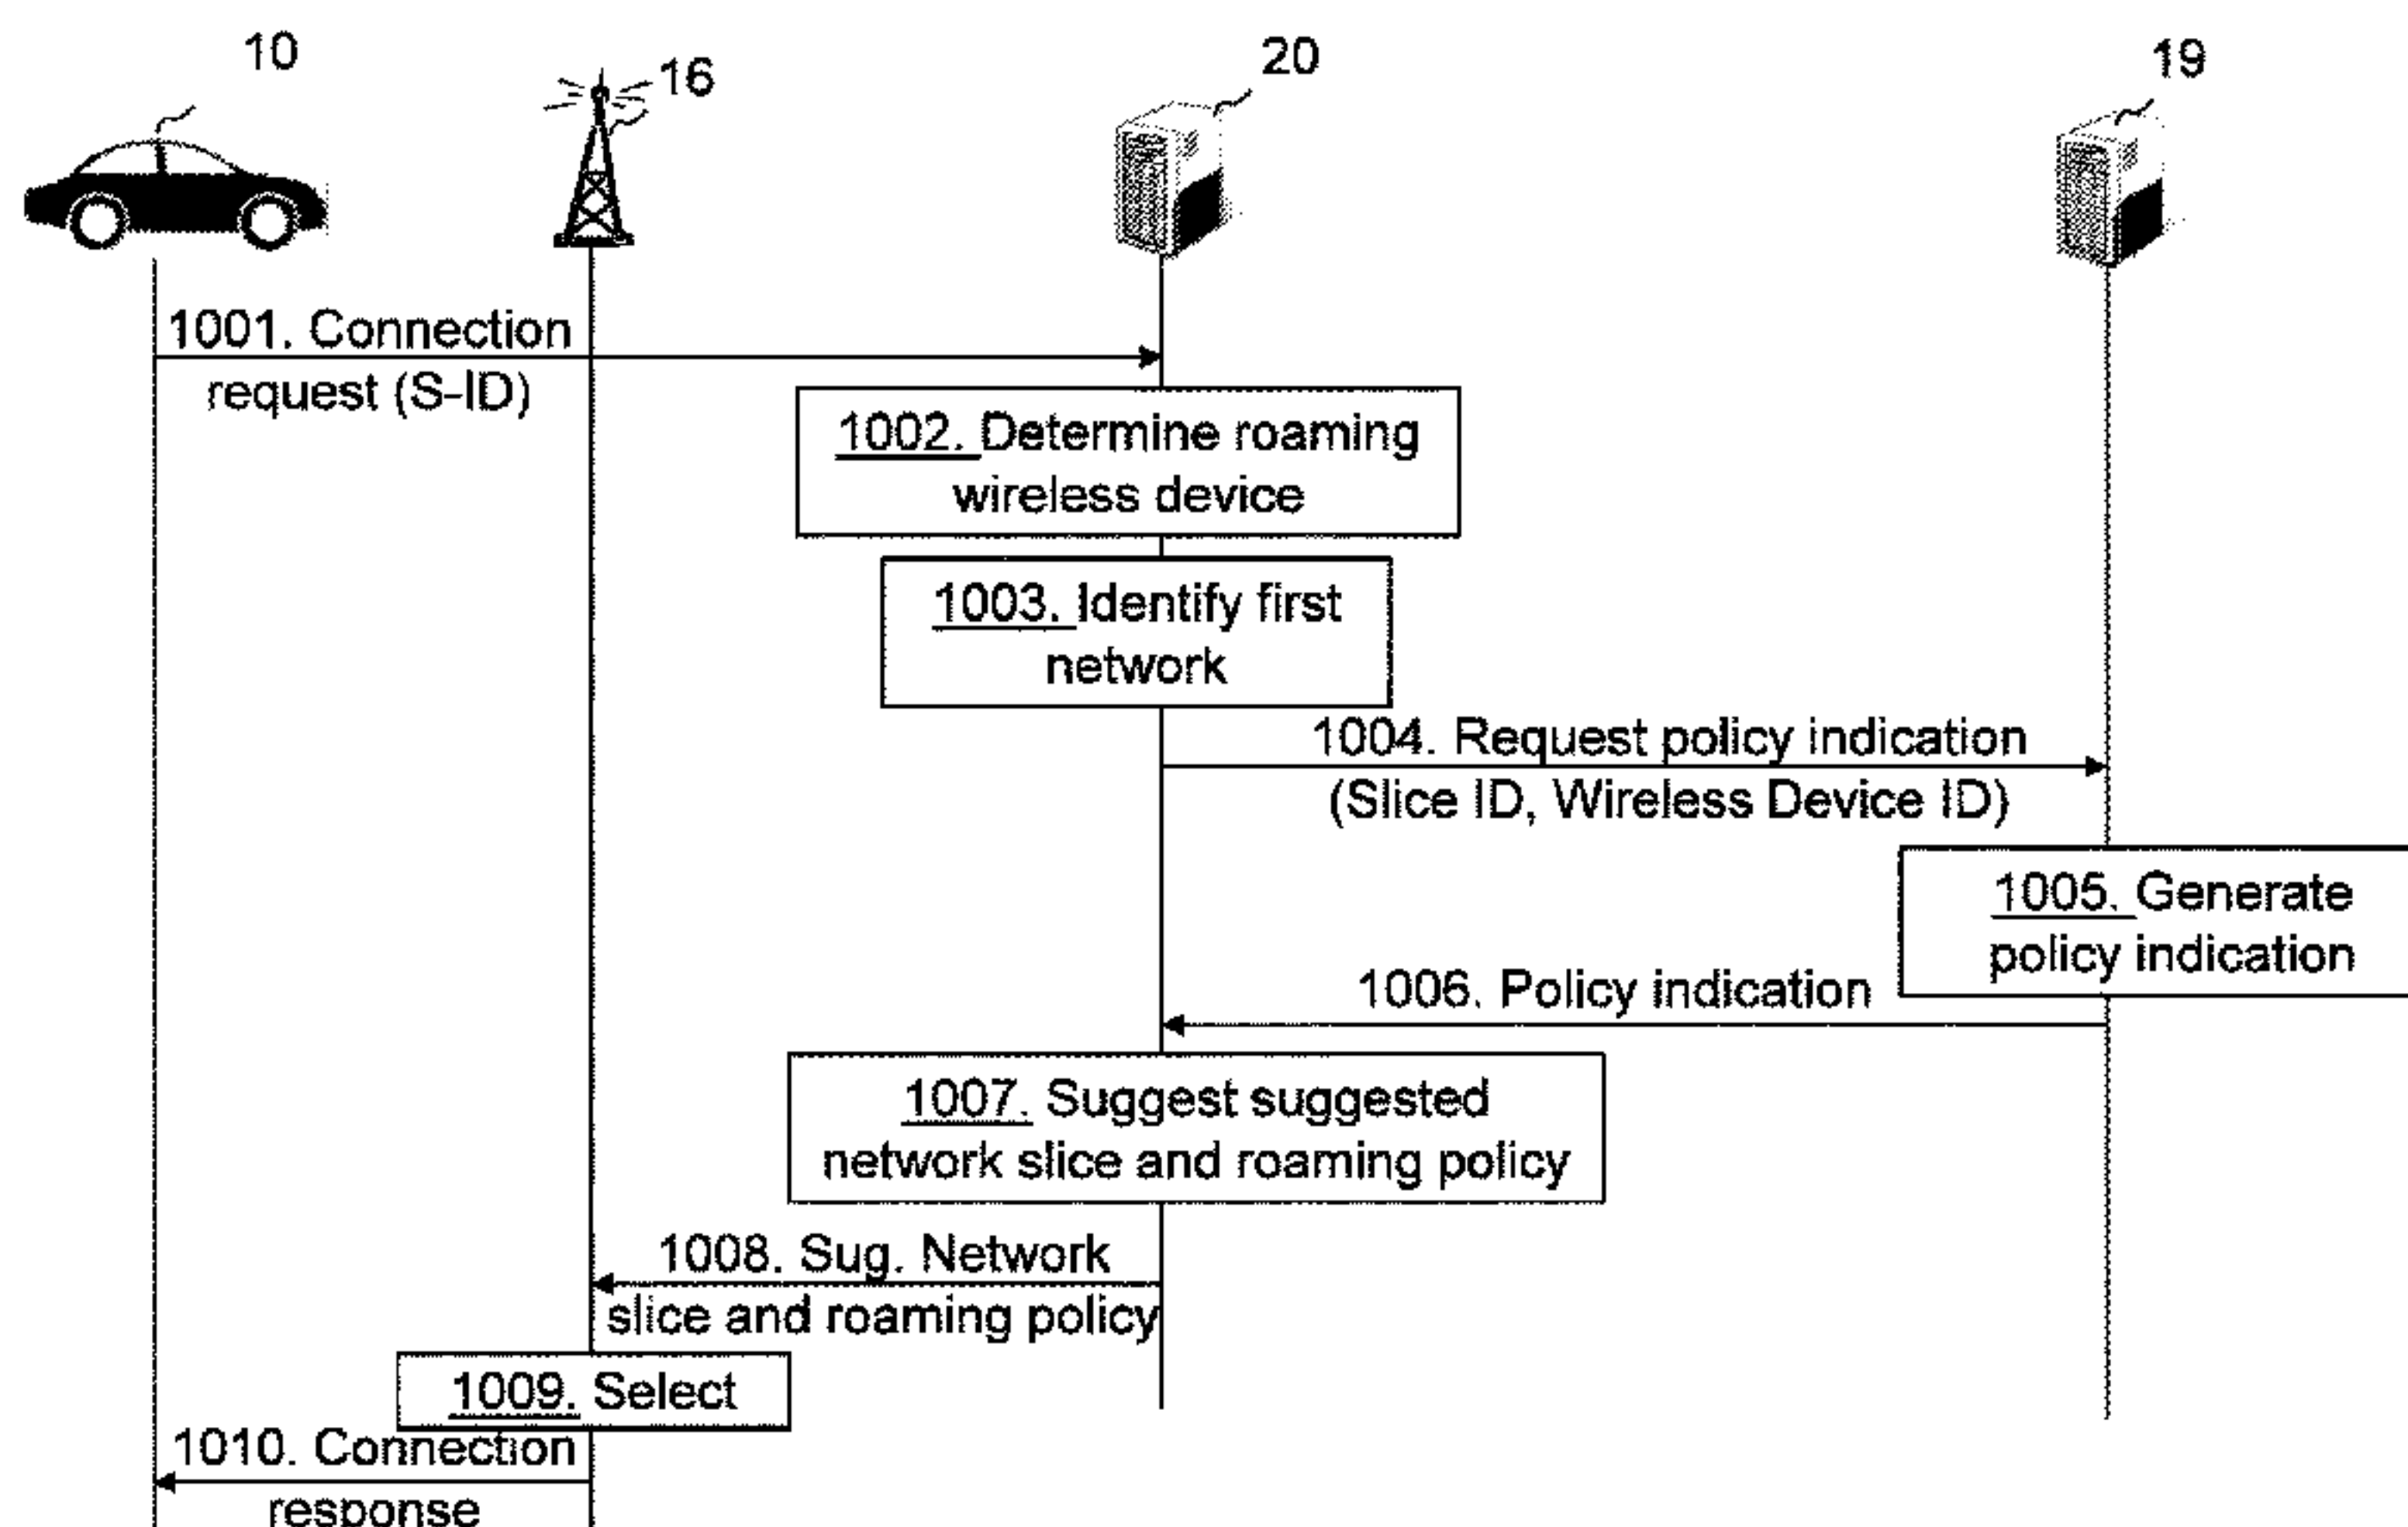 10
16
20
19
1001. Connection
request (S-ID)
1002. Determine roaming
wireless device
1003. Identify first
network
1004. Request policy indication
(Slice ID, Wireless Device ID)
1005. Generate
policy indication
1006. Policy indication
1007. Suggest suggested
network slice and roaming policy
1008. Sug. Network
slice and roaming policy
1009. Select
1010. Connection
response